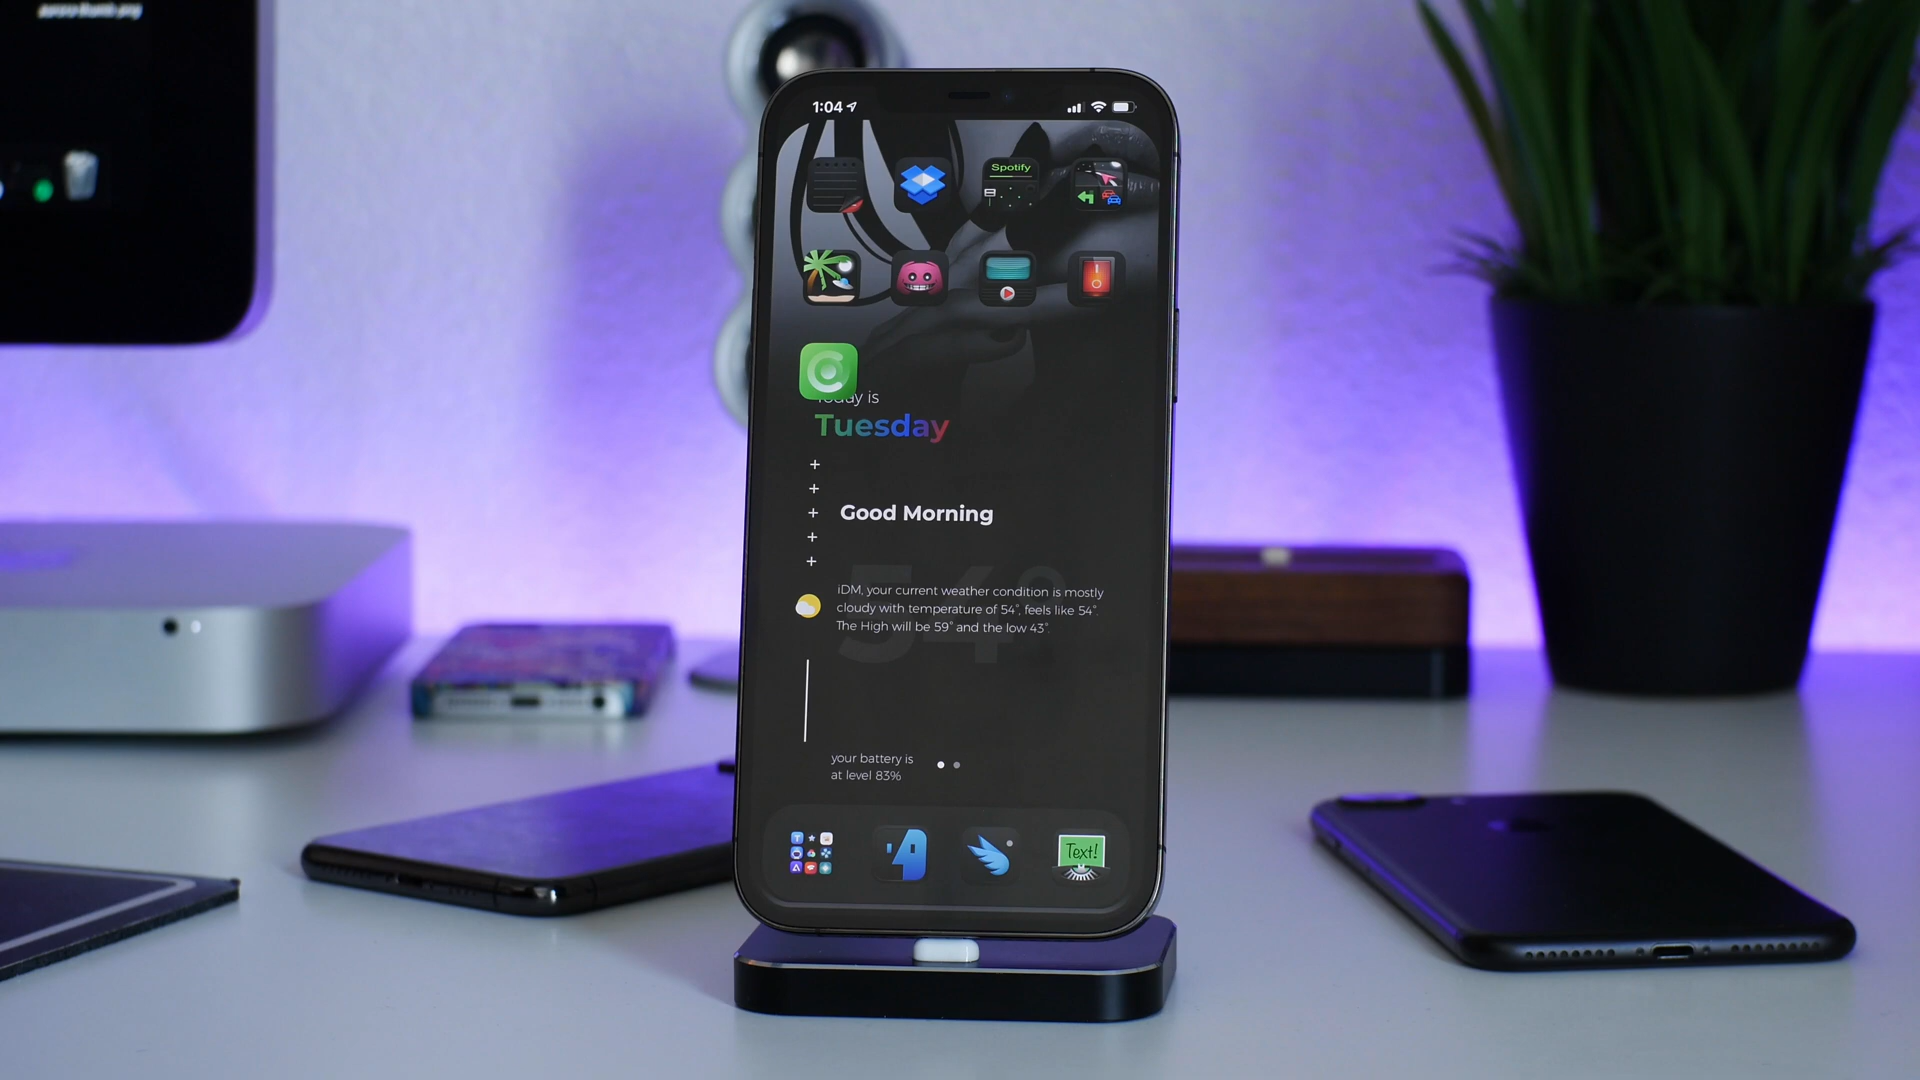 1:04
Spotify
Today is
Tuesday
Good Morning
54°
iDM, your current weather condition is mostly
cloudy with temperature of 54°, feels like 54°.
The High will be 59° and the low 43°.
your battery is
at level 83%
Text!